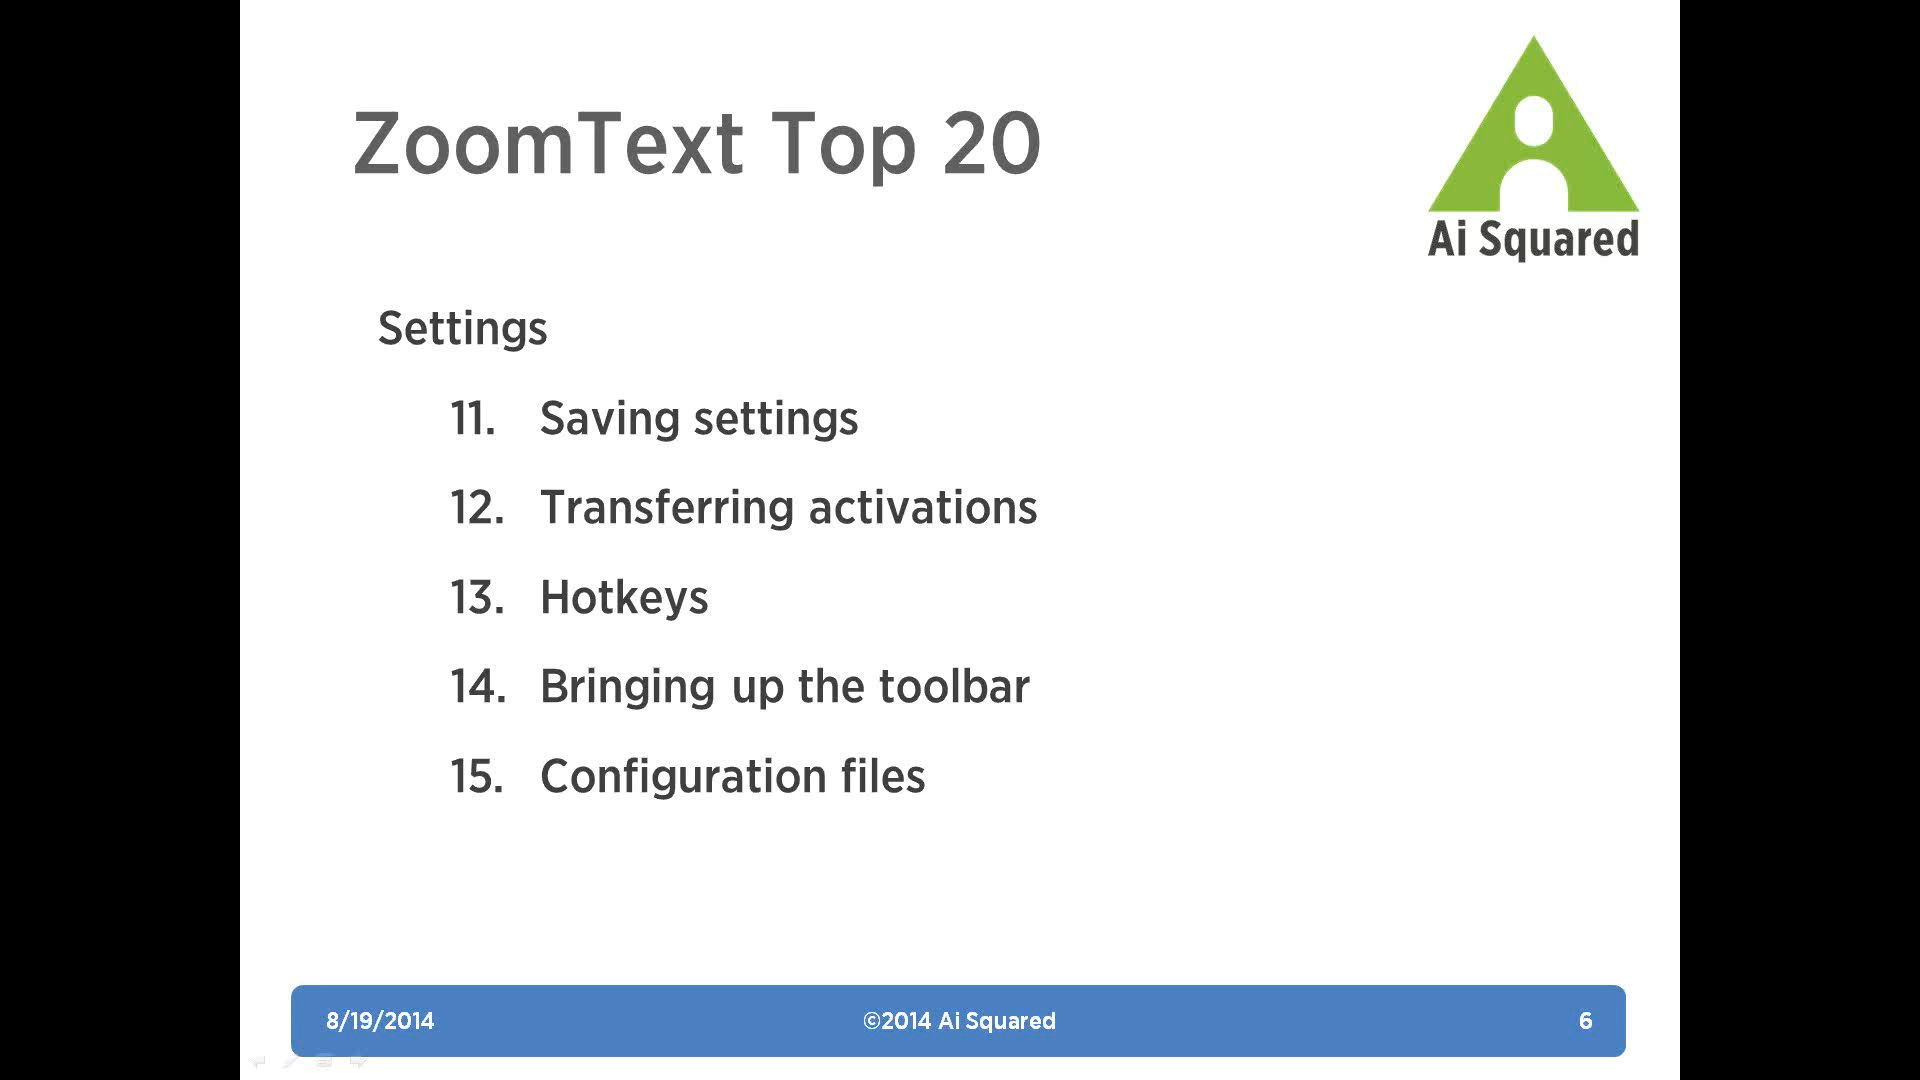 ZoomText Top 20
Ai Squared
Settings
11. Saving settings
12. Transferring activations
13. Hotkeys
14. Bringing up the toolbar
15. Configuration files
8/19/2014 ©2014 Ai Squared 6